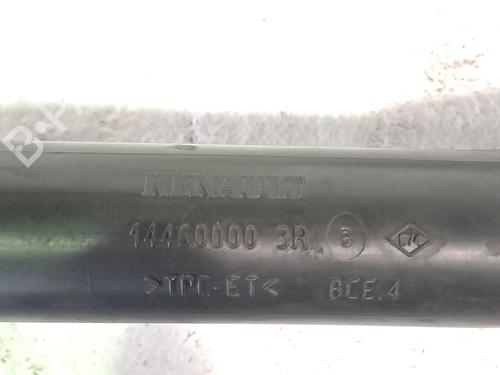 B+
RENAULT
14460000 3R B
>TPC-ET< BCE.4